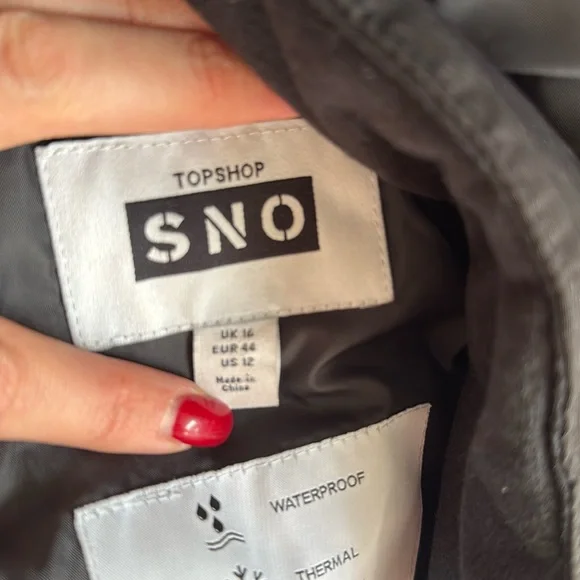 TOPSHOP
SNO
UK 16
EUR 44
US 12
Made in
China
WATERPROOF
THERMAL